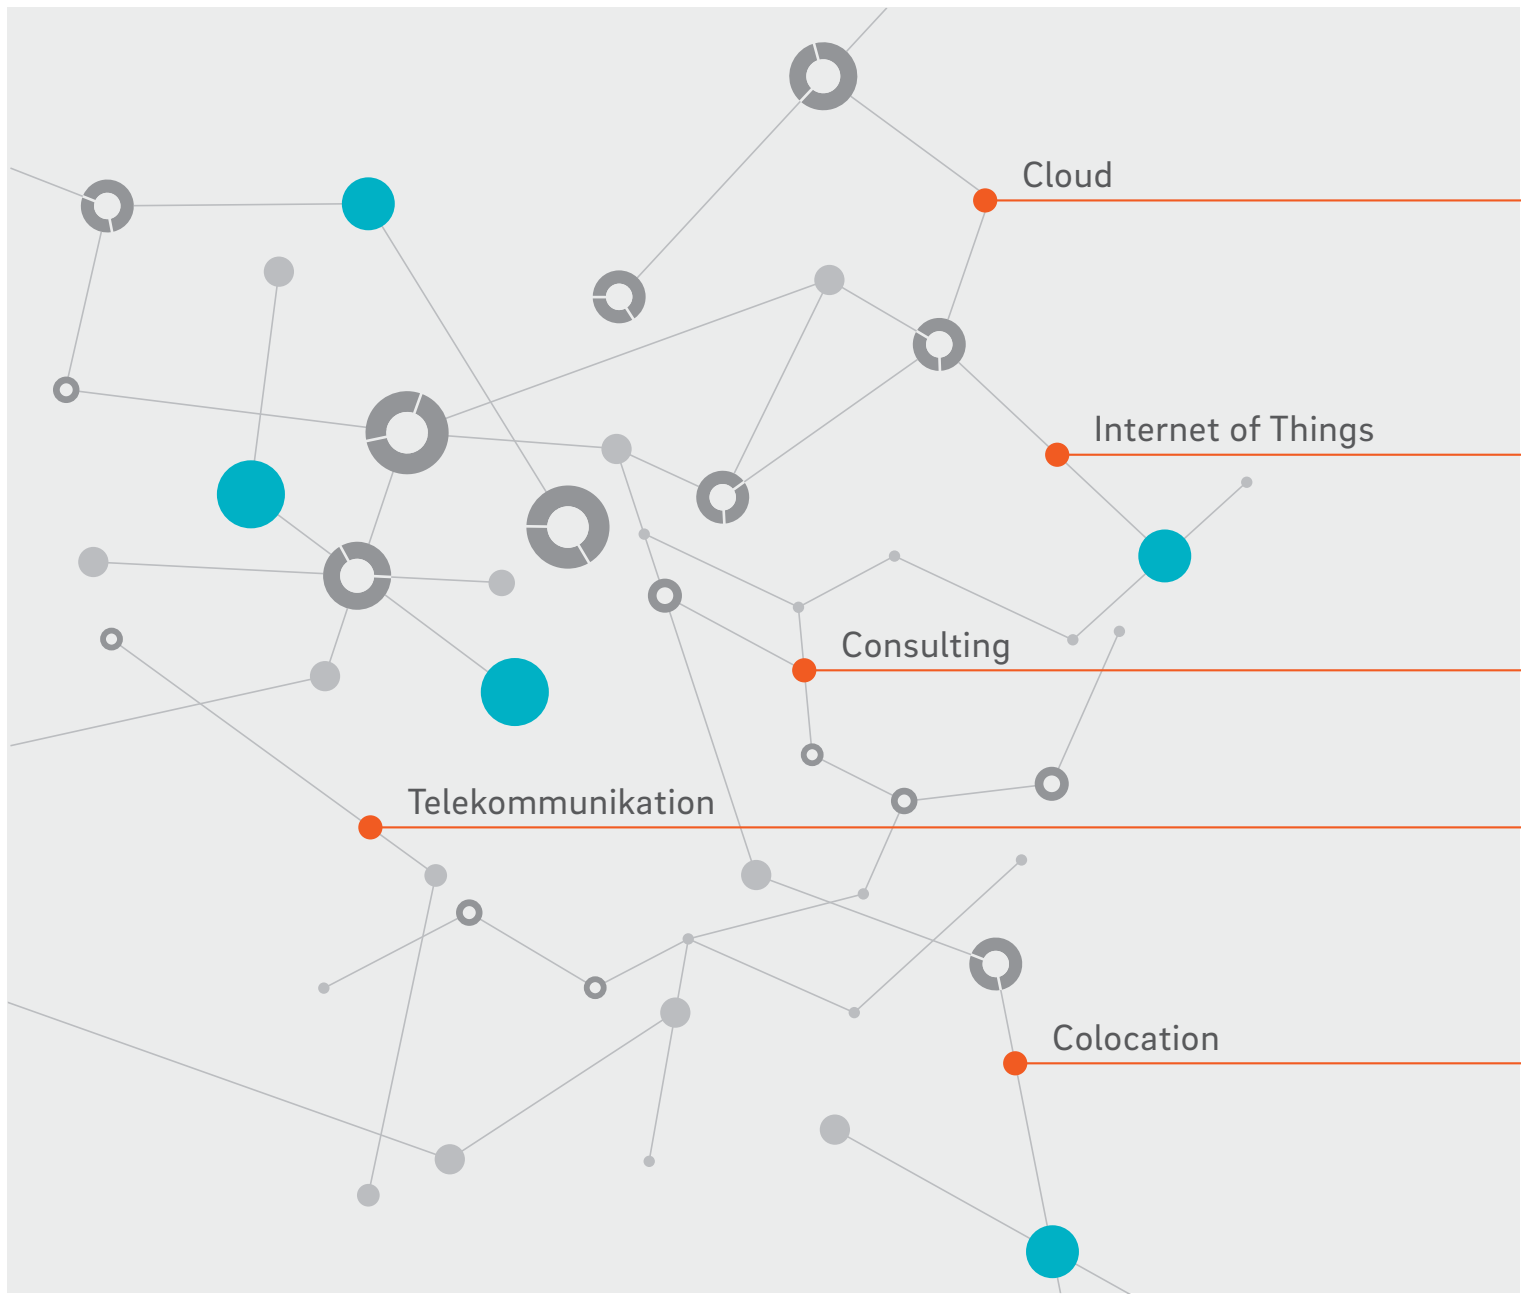 Cloud
Internet of Things
Consulting
Telekommunikation
Colocation